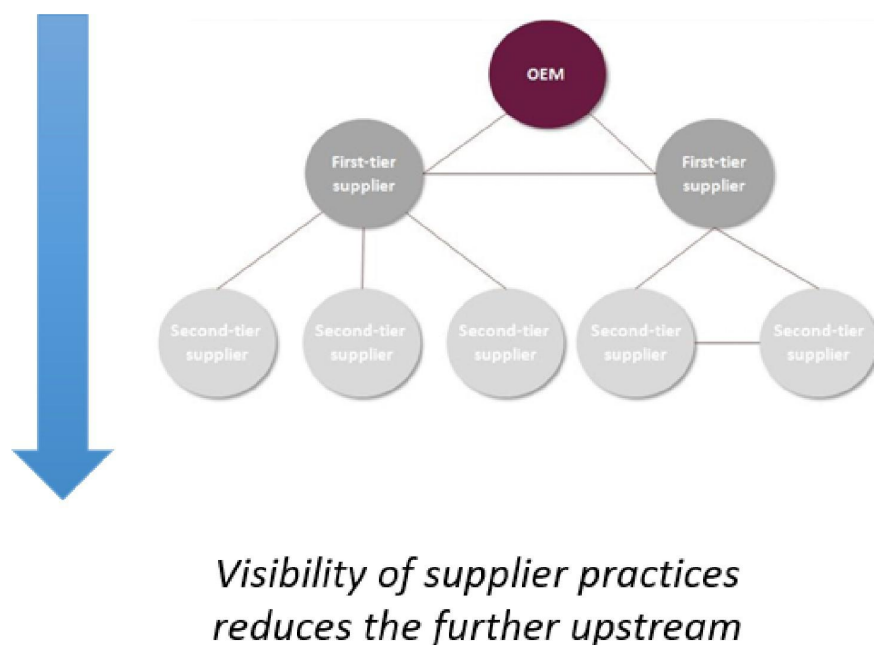 OEM
First-tier
supplier
First-tier
supplier
Second-tier
supplier
Second-tier
supplier
Second-tier
supplier
Second-tier
supplier
Second-tier
supplier
Visibility of supplier practices
reduces the further upstream